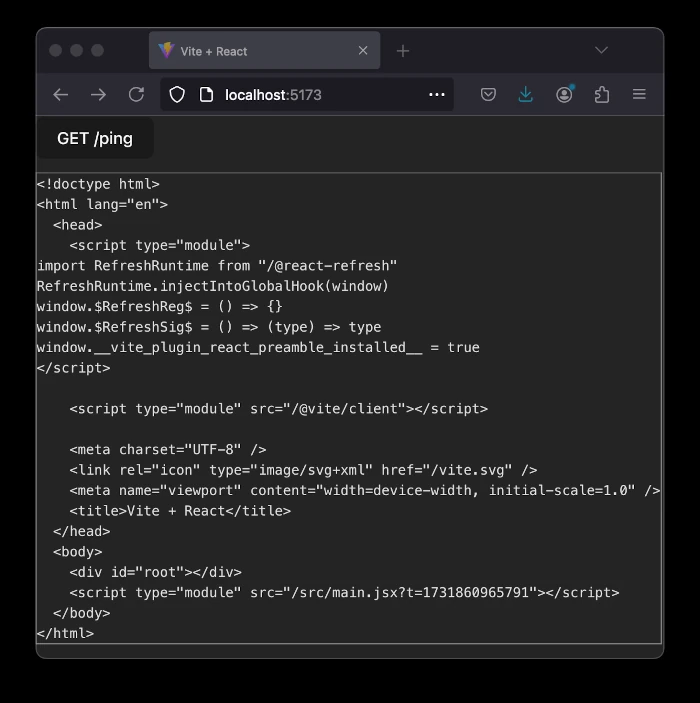 Vite + React
localhost:5173
GET /ping
<!doctype html>
<html lang="en">
  <head>
    <script type="module">
import RefreshRuntime from "/@react-refresh"
RefreshRuntime.injectIntoGlobalHook(window)
window.$RefreshReg$ = () => {}
window.$RefreshSig$ = () => (type) => type
window.__vite_plugin_react_preamble_installed__ = true
</script>

    <script type="module" src="/@vite/client"></script>

    <meta charset="UTF-8" />
    <link rel="icon" type="image/svg+xml" href="/vite.svg" />
    <meta name="viewport" content="width=device-width, initial-scale=1.0" />
    <title>Vite + React</title>
  </head>
  <body>
    <div id="root"></div>
    <script type="module" src="/src/main.jsx?t=1731860965791"></script>
  </body>
</html>